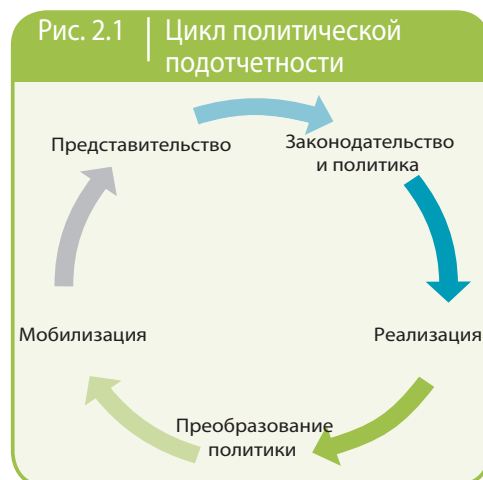 Рис. 2.1
Цикл политической
подотчетности
Представительство
Законодательство
и политика
Реализация
Преобразование
политики
Мобилизация